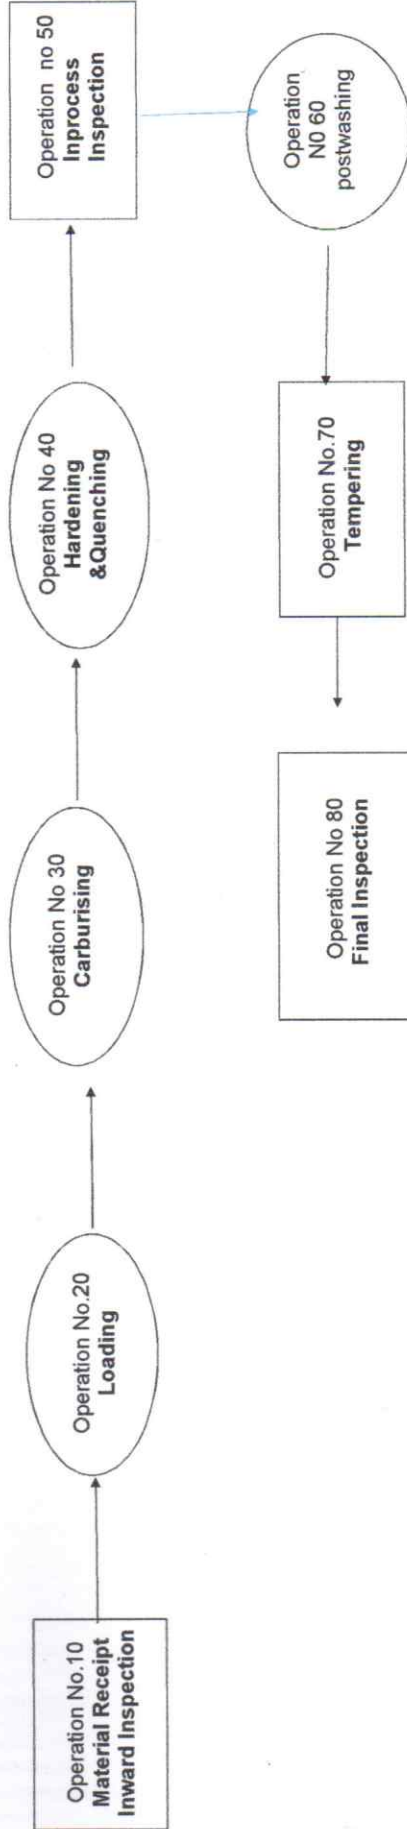 Operation No.10
Material Receipt
Inward Inspection
Operation No.20
Loading
Operation No 30
Carburising
Operation No 40
Hardening
&Quenching
Operation no 50
Inprocess
Inspection
Operation
N0 60
postwashing
Operation No.70
Tempering
Operation No 80
Final Inspection